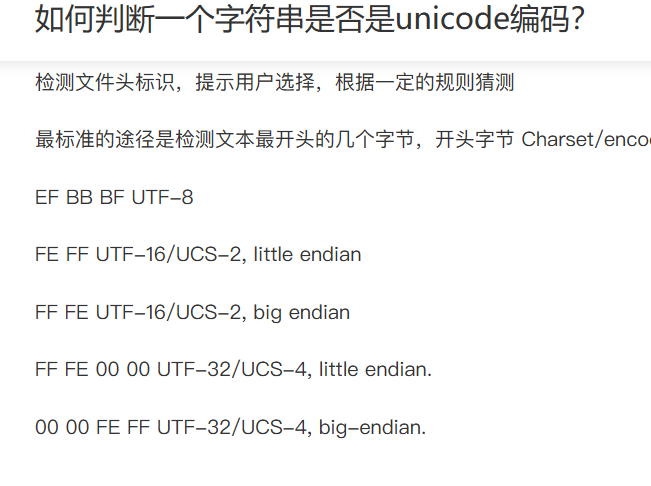 如何判断一个字符串是否是unicode编码？
检测文件头标识，提示用户选择，根据一定的规则猜测
最标准的途径是检测文本最开头的几个字节，开头字节 Charset/enco
EF BB BF UTF-8
FE FF UTF-16/UCS-2, little endian
FF FE UTF-16/UCS-2, big endian
FF FE 00 00 UTF-32/UCS-4, little endian.
00 00 FE FF UTF-32/UCS-4, big-endian.